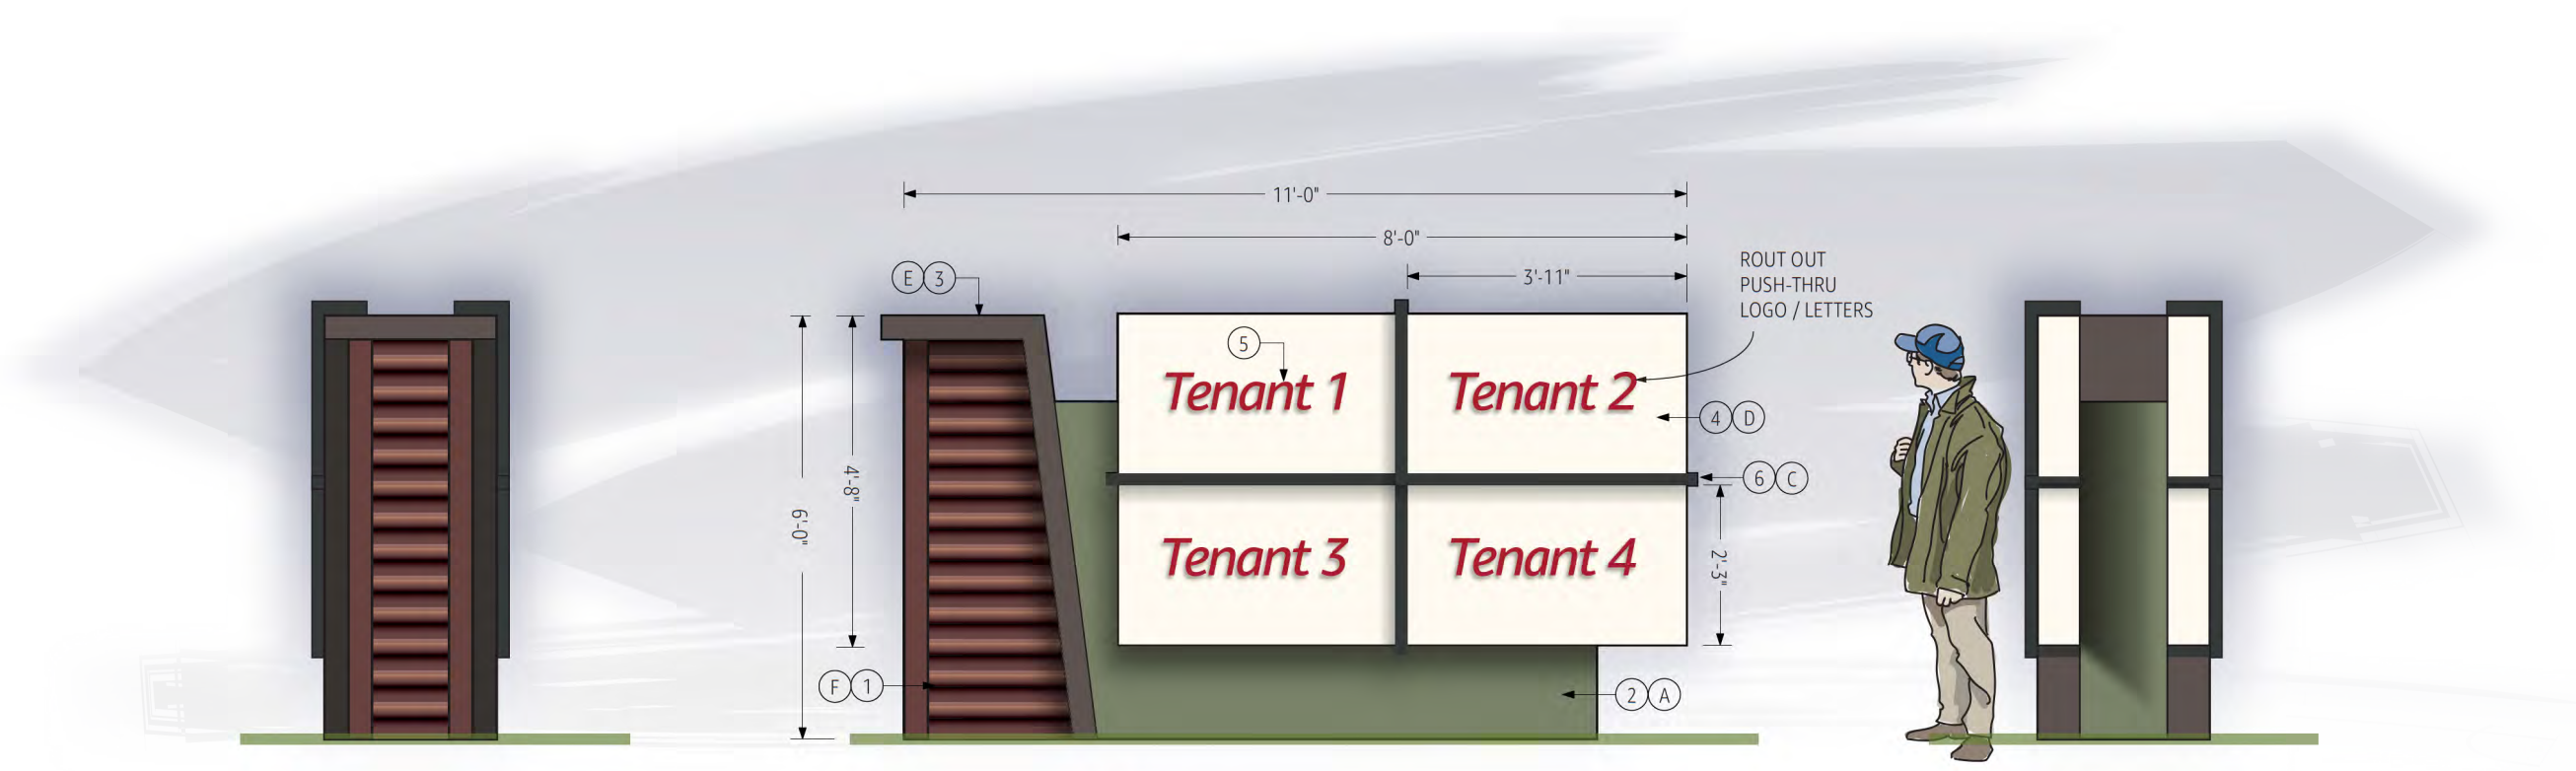 11'-0"
8'-0"
3'-11"
ROUT OUT
PUSH-THRU
LOGO / LETTERS
E 3
5
Tenant 1
Tenant 2
4 D
6'-0"
4'-8"
6 C
Tenant 3
Tenant 4
2'-3"
F 1
2 A